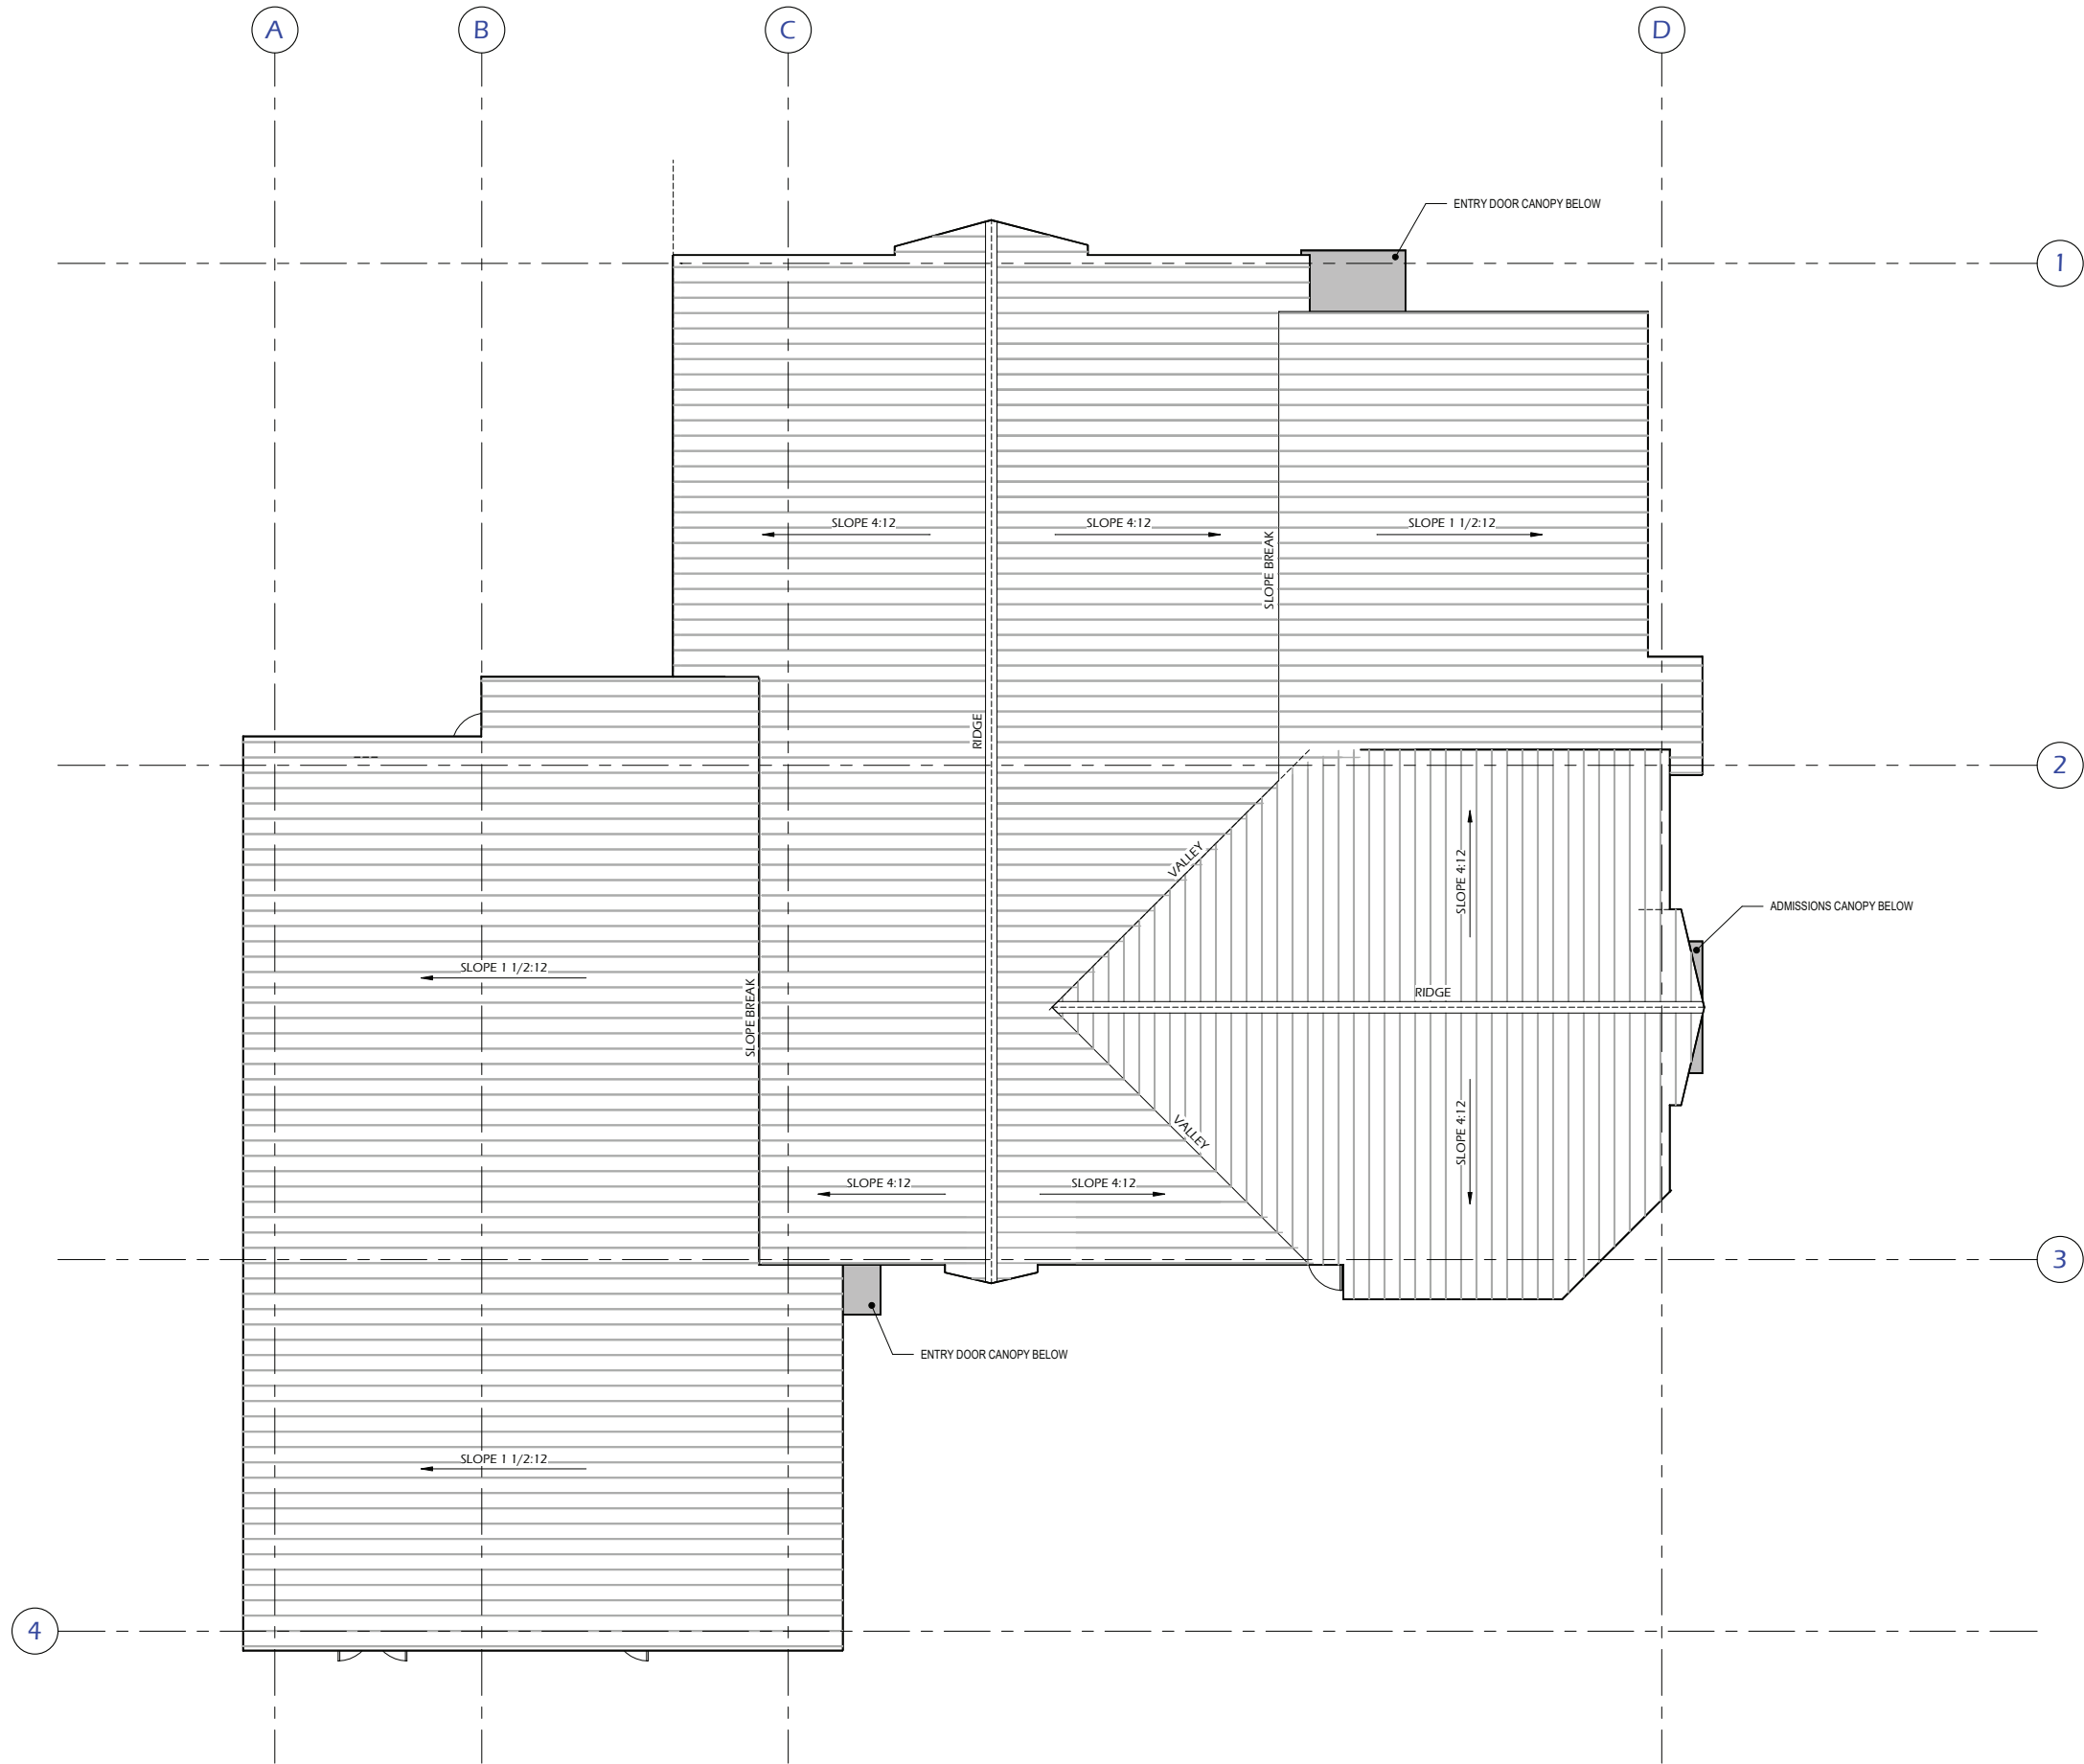 A
B
C
D
ENTRY DOOR CANOPY BELOW
1
SLOPE 4:12
SLOPE 4:12
SLOPE 1 1/2:12
SLOPE BREAK
RIDGE
2
VALLEY
SLOPE 4:12
ADMISSIONS CANOPY BELOW
SLOPE 1 1/2:12
SLOPE BREAK
RIDGE
VALLEY
SLOPE 4:12
SLOPE 4:12
SLOPE 4:12
3
ENTRY DOOR CANOPY BELOW
SLOPE 1 1/2:12
4